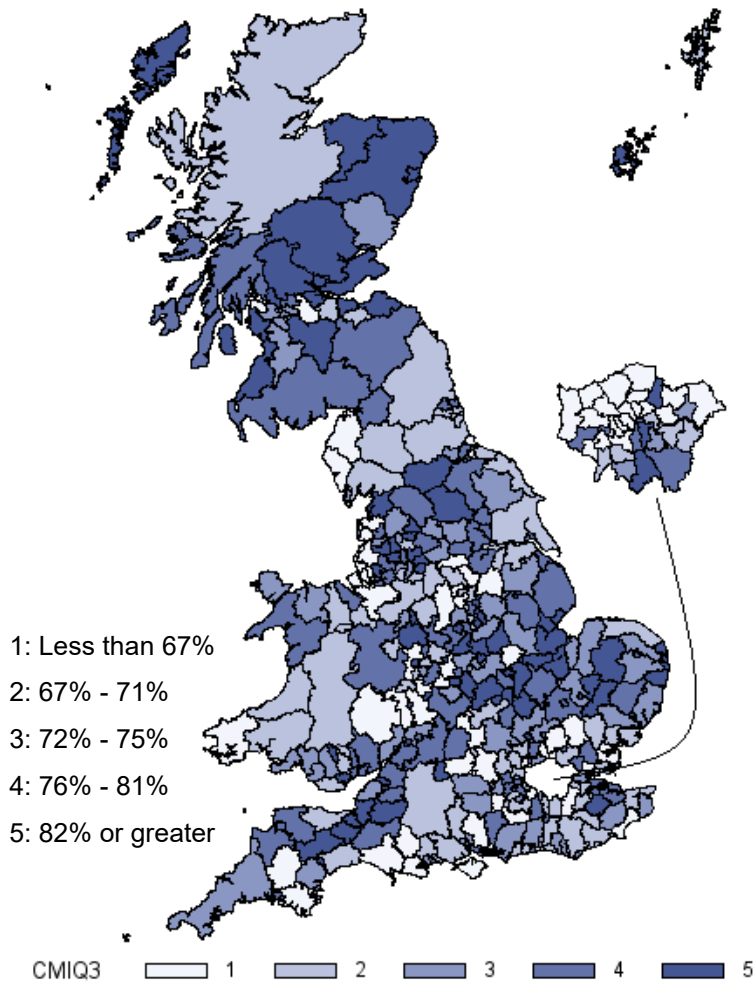 1: Less than 67%
2: 67% - 71%
3: 72% - 75%
4: 76% - 81%
5: 82% or greater
CMIQ3 1 2 3 4 5